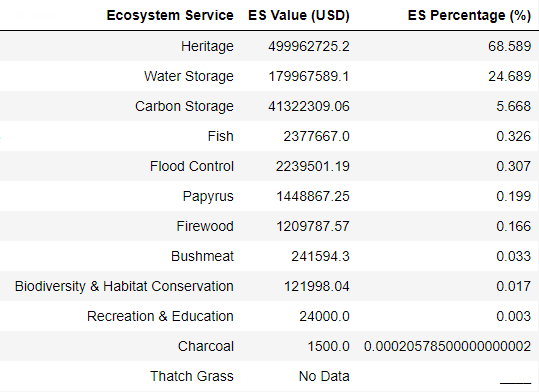 Ecosystem Service ES Value (USD) ES Percentage (%)
Heritage 499962725.2 68.589
Water Storage 179967589.1 24.689
Carbon Storage 41322309.06 5.668
Fish 2377667.0 0.326
Flood Control 2239501.19 0.307
Papyrus 1448867.25 0.199
Firewood 1209787.57 0.166
Bushmeat 241594.3 0.033
Biodiversity & Habitat Conservation 121998.04 0.017
Recreation & Education 24000.0 0.003
Charcoal 1500.0 0.00020578500000000002
Thatch Grass No Data ____